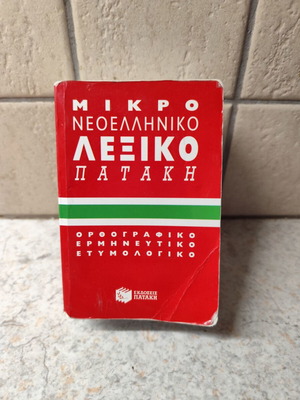 ΜΙΚΡΟ
ΝΕΟΕΛΛΗΝΙΚΟ
ΛΕΞΙΚΟ
ΠΑΤΑΚΗ
ΟΡΘΟΓΡΑΦΙΚΟ
ΕΡΜΗΝΕΥΤΙΚΟ
ΕΤΥΜΟΛΟΓΙΚΟ
ΕΚΔΟΣΕΙΣ
ΠΑΤΑΚΗ